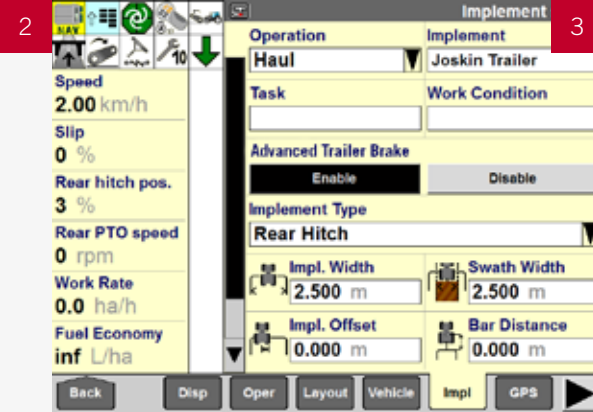 2
3
NAV
10
Implement
Speed
2.00 km/h
Slip
0 %
Rear hitch pos.
3 %
Rear PTO speed
0 rpm
Work Rate
0.0 ha/h
Fuel Economy
inf L/ha
Operation
Implement
Haul
Joskin Trailer
Task
Work Condition
Advanced Trailer Brake
Enable
Disable
Implement Type
Rear Hitch
Impl. Width
Swath Width
2.500 m
2.500 m
Impl. Offset
Bar Distance
0.000 m
0.000 m
Back
Disp
Oper
Layout
Vehicle
Impl
GPS